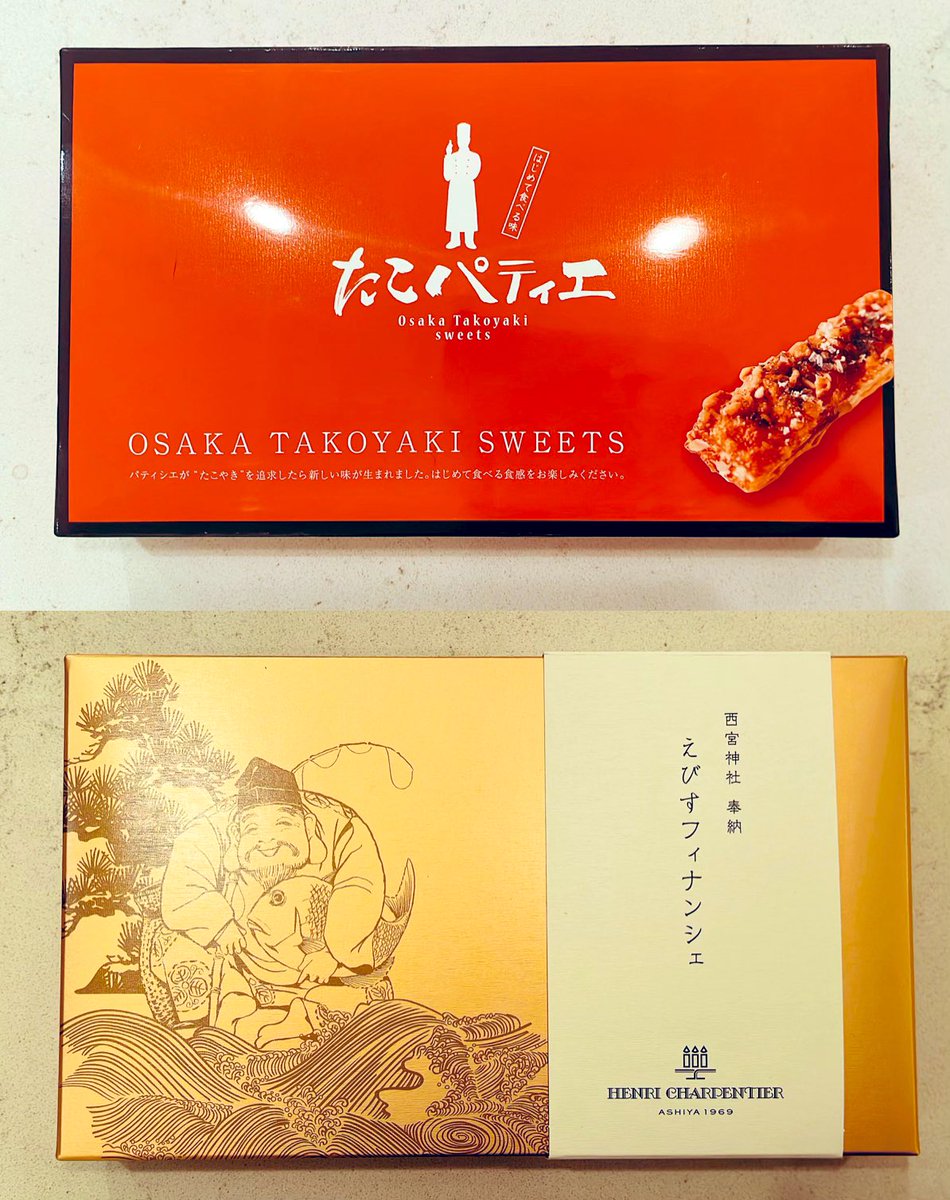 はじめて食べる味
たこパティエ
Osaka Takoyaki
sweets
OSAKA TAKOYAKI SWEETS
パティシエが“たこやき”を追求したら新しい味が生まれました。はじめて食べる食感をお楽しみください。
西宮神社 奉納
えびすフィナンシェ
HENRI CHARPENTIER
ASHIYA 1969